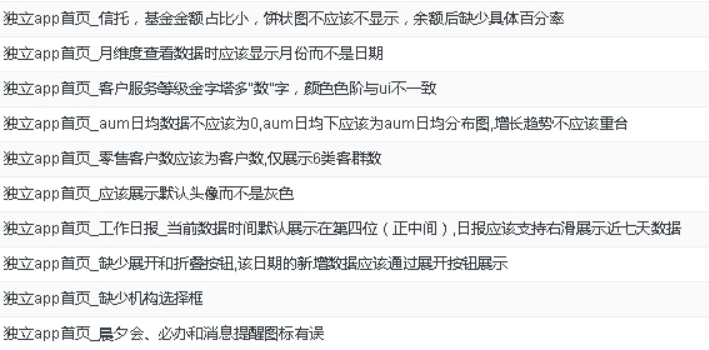 独立app首页_信托，基金金额占比小，饼状图不应该不显示，余额后缺少具体百分率
独立app首页_月维度查看数据时应该显示月份而不是日期
独立app首页_客户服务等级金字塔多"数"字，颜色色阶与ui不一致
独立app首页_aum日均数据不应该为0,aum日均下应该为aum日均分布图,增长趋势不应该重台
独立app首页_零售客户数应该为客户数,仅展示6类客群数
独立app首页_应该展示默认头像而不是灰色
独立app首页_工作日报_当前数据时间默认展示在第四位（正中间）,日报应该支持右滑展示近七天数据
独立app首页_缺少展开和折叠按钮,该日期的新增数据应该通过展开按钮展示
独立app首页_缺少机构选择框
独立app首页_晨夕会、必办和消息提醒图标有误